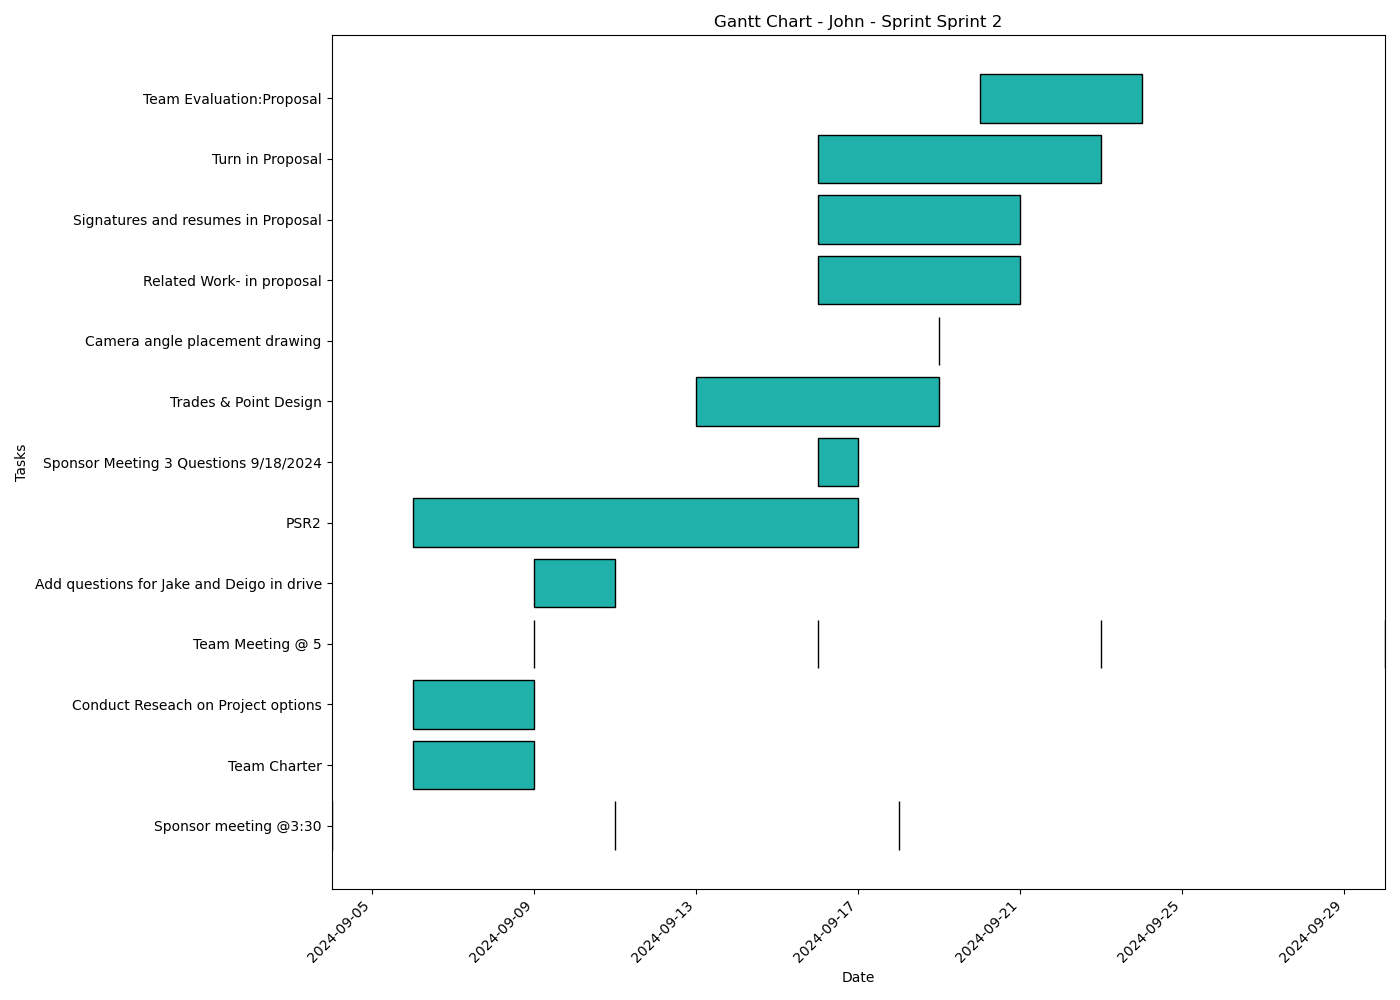 Gantt Chart - John - Sprint Sprint 2
Team Evaluation:Proposal
Turn in Proposal
Signatures and resumes in Proposal
Related Work- in proposal
Camera angle placement drawing
Trades & Point Design
Sponsor Meeting 3 Questions 9/18/2024
PSR2
Add questions for Jake and Deigo in drive
Team Meeting @ 5
Conduct Reseach on Project options
Team Charter
Sponsor meeting @3:30
Tasks
2024-09-05
2024-09-09
2024-09-13
2024-09-17
2024-09-21
2024-09-25
2024-09-29
Date